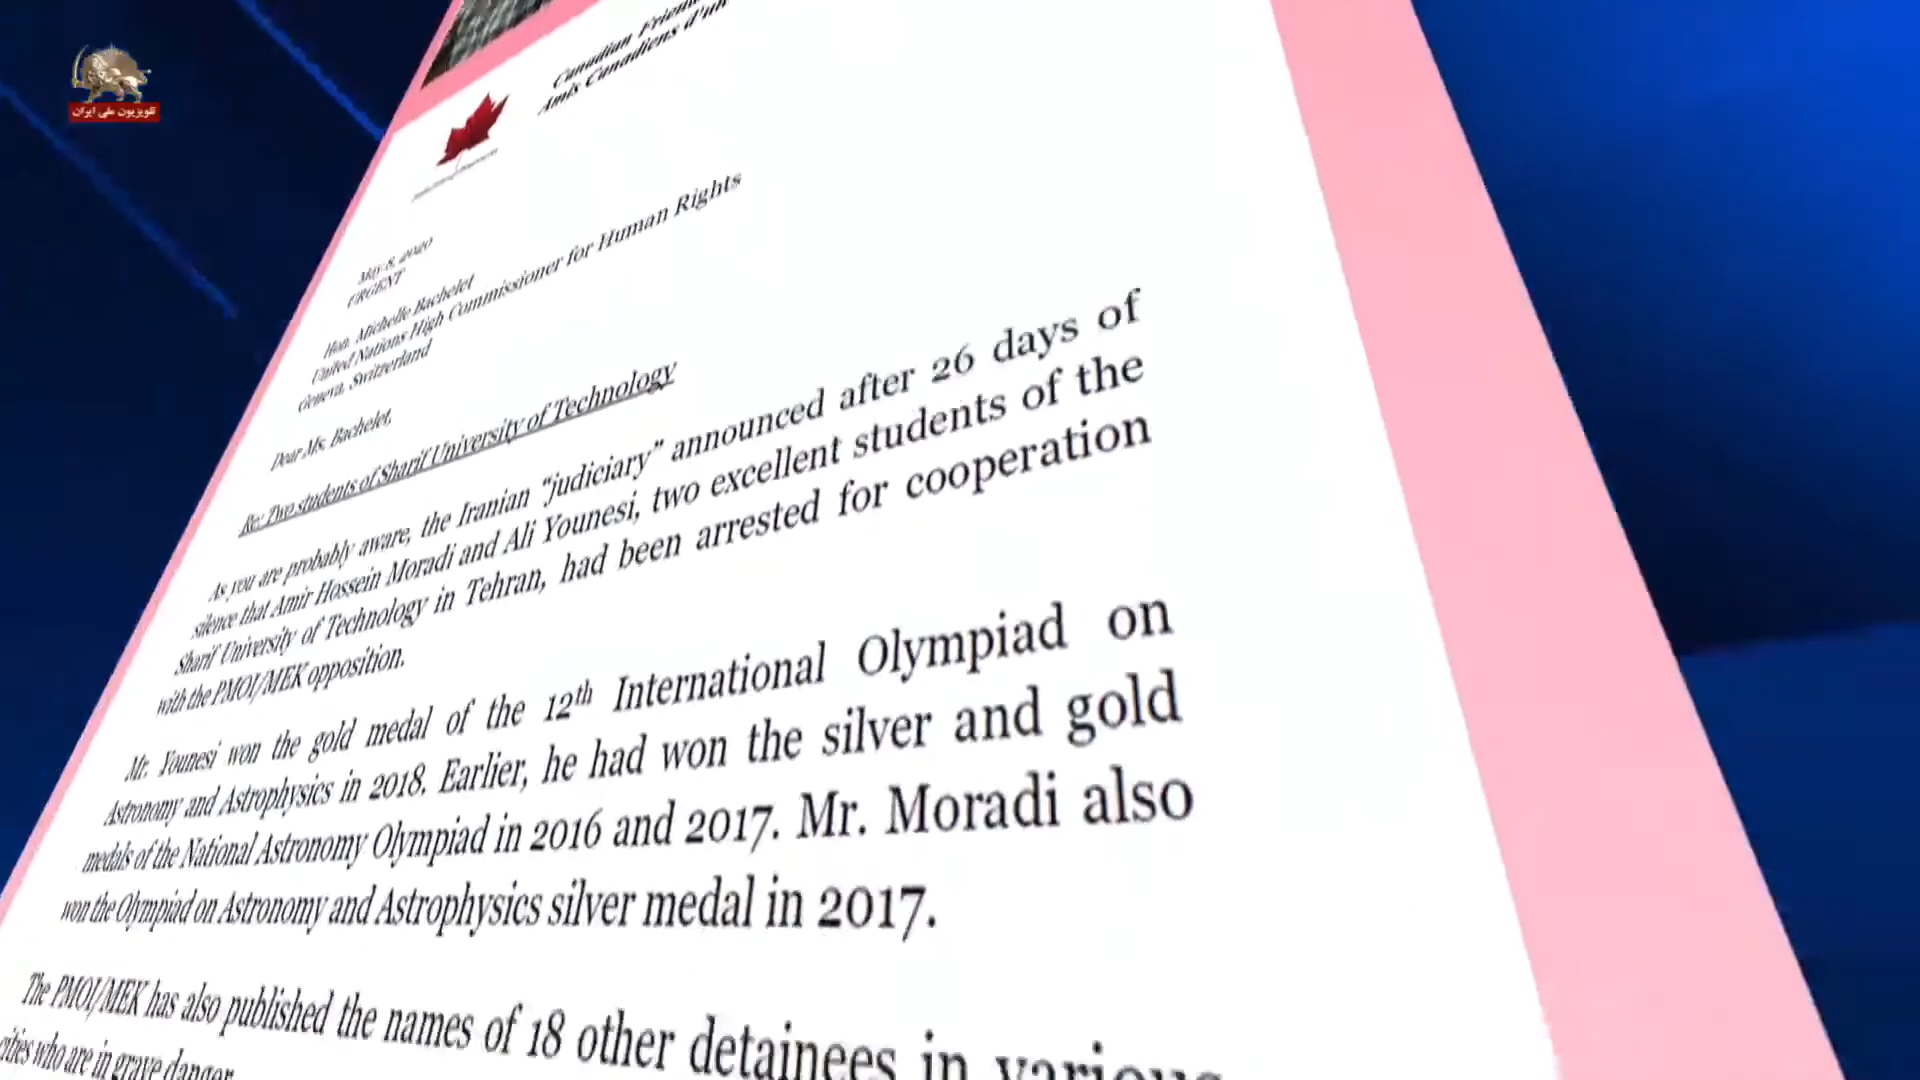 تلویزیون ملی ایران
Canadian Friends
Amis Canadiens d'un
May 8, 2020
URGENT
Hon. Michelle Bachelet
United Nations High Commissioner for Human Rights
Geneva, Switzerland
Dear Ms. Bachelet,
Re: Two students of Sharif University of Technology
As you are probably aware, the Iranian “judiciary” announced after 26 days of
silence that Amir Hossein Moradi and Ali Younesi, two excellent students of the
Sharif University of Technology in Tehran, had been arrested for cooperation
with the PMOI/MEK opposition.
Mr. Younesi won the gold medal of the 12th International Olympiad on
Astronomy and Astrophysics in 2018. Earlier, he had won the silver and gold
medals of the National Astronomy Olympiad in 2016 and 2017. Mr. Moradi also
won the Olympiad on Astronomy and Astrophysics silver medal in 2017.
The PMOI/MEK has also published the names of 18 other detainees in various
cities who are in grave danger.